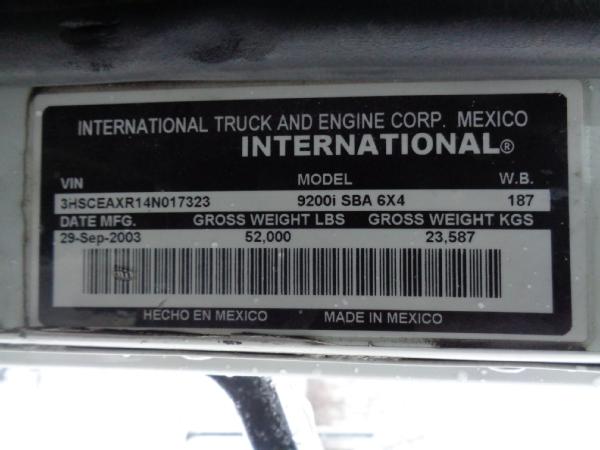 INTERNATIONAL TRUCK AND ENGINE CORP. MEXICO
INTERNATIONAL®
VIN MODEL W.B.
3HSCEAXR14N017323 9200i SBA 6X4 187
DATE MFG. GROSS WEIGHT LBS GROSS WEIGHT KGS
29-Sep-2003 52,000 23,587
HECHO EN MEXICO MADE IN MEXICO